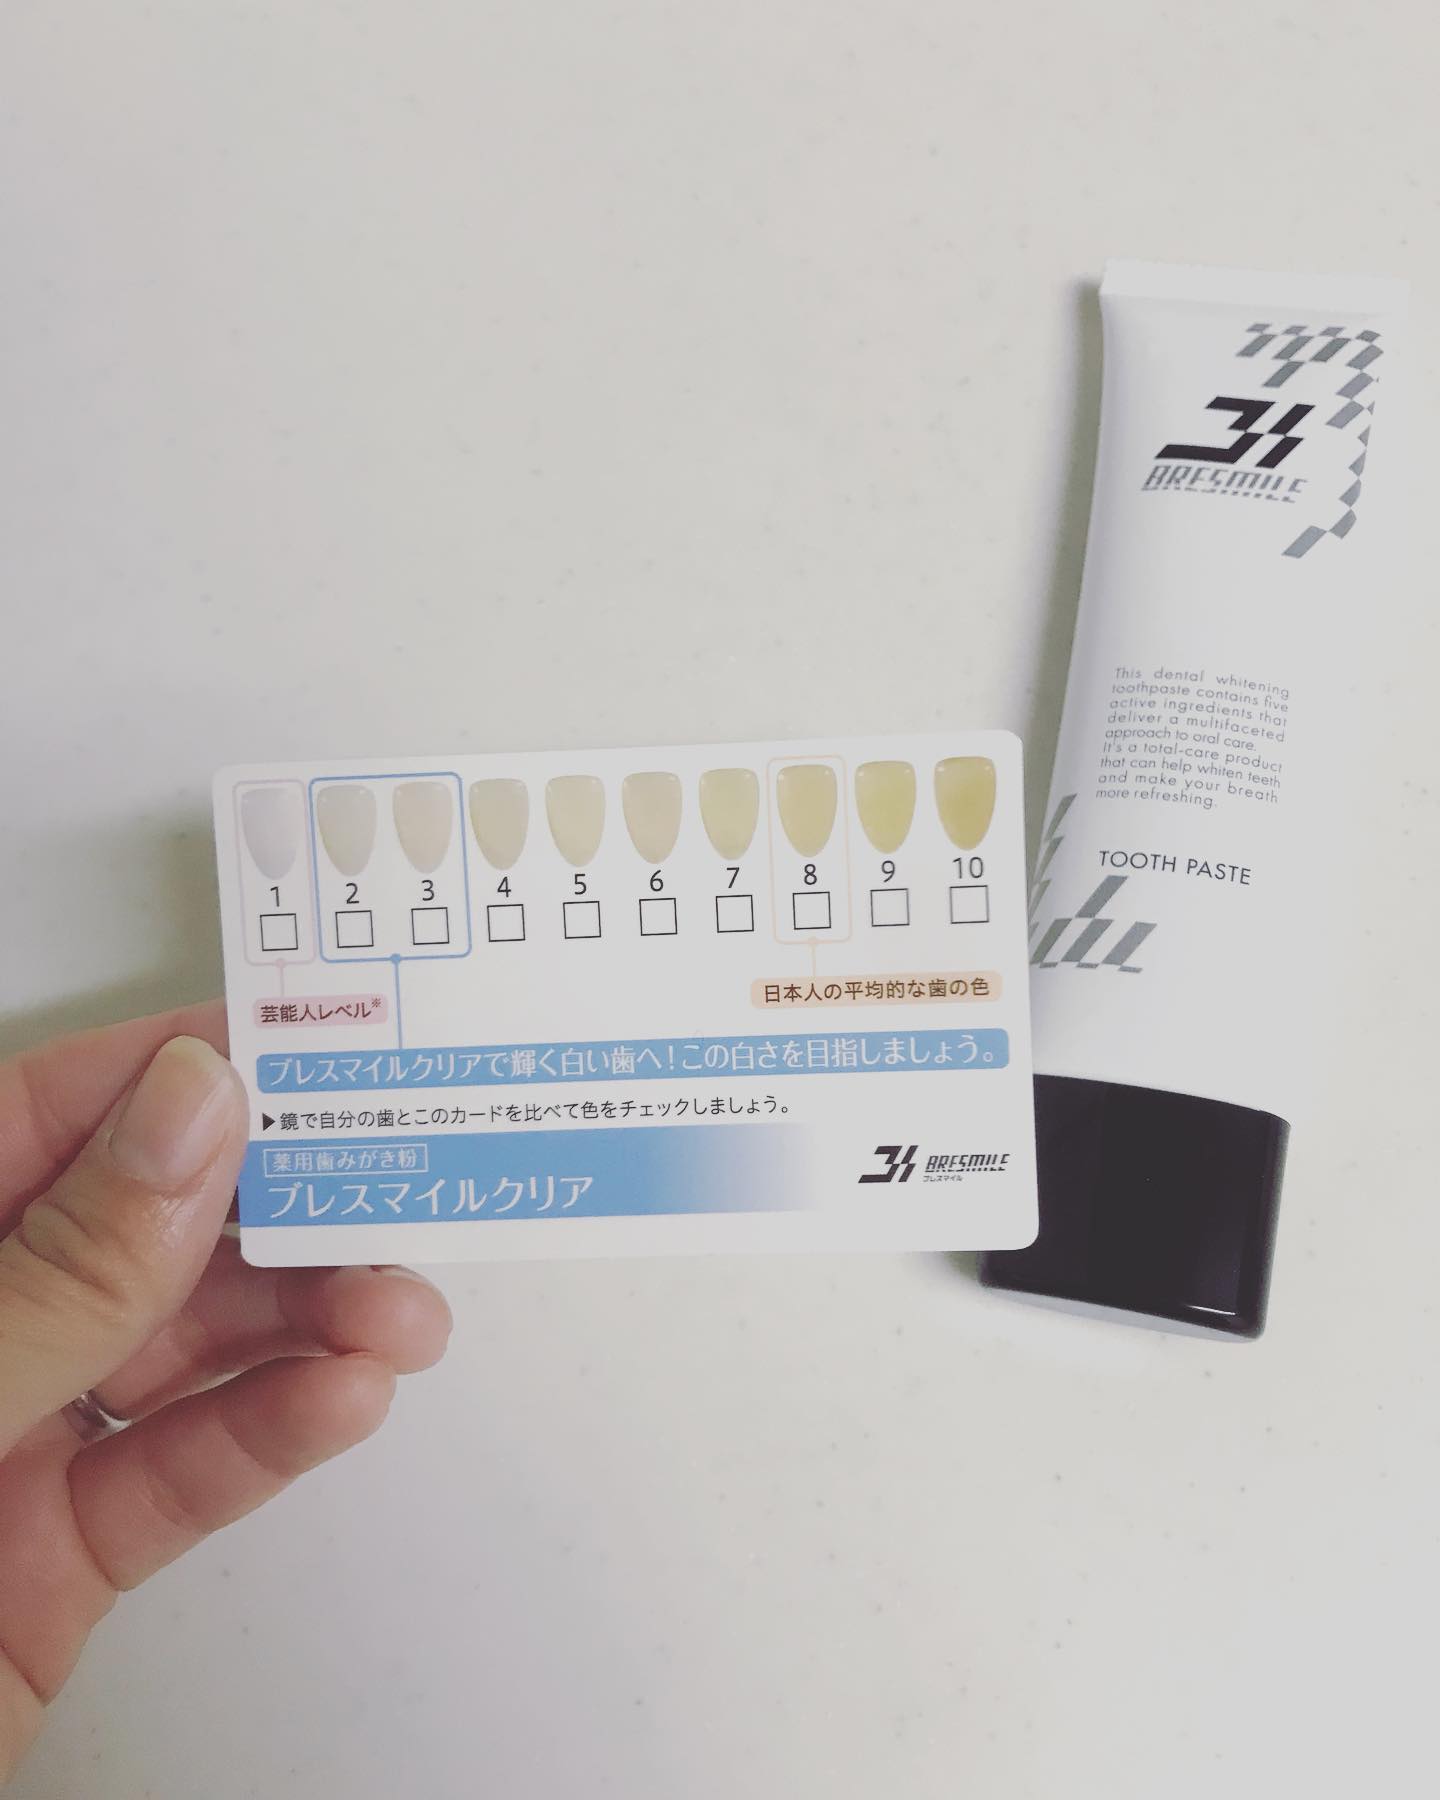 BRESMILE
This dental whitening
toothpaste contains five
active ingredients that
deliver a multifaceted
approach to oral care.
It's a total-care product
that can help whiten teeth
and make your breath
more refreshing.
TOOTH PASTE
1 2 3 4 5 6 7 8 9 10
芸能人レベル※
日本人の平均的な歯の色
ブレスマイルクリアで輝く白い歯へ!この白さを目指しましょう。
▶鏡で自分の歯とこのカードを比べて色をチェックしましょう。
薬用歯みがき粉
ブレスマイルクリア
BRESMILE
ブレスマイル